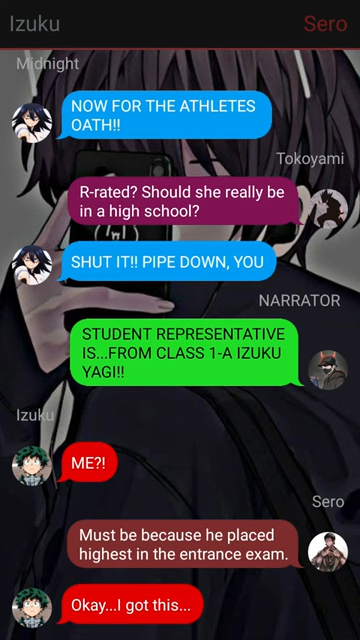 Izuku Sero
Midnight
NOW FOR THE ATHLETES
OATH!!
Tokoyami
R-rated? Should she really be
in a high school?
SHUT IT!! PIPE DOWN, YOU
NARRATOR
STUDENT REPRESENTATIVE
IS...FROM CLASS 1-A IZUKU
YAGI!!
Izuku
ME?!
Sero
Must be because he placed
highest in the entrance exam.
Okay...I got this...